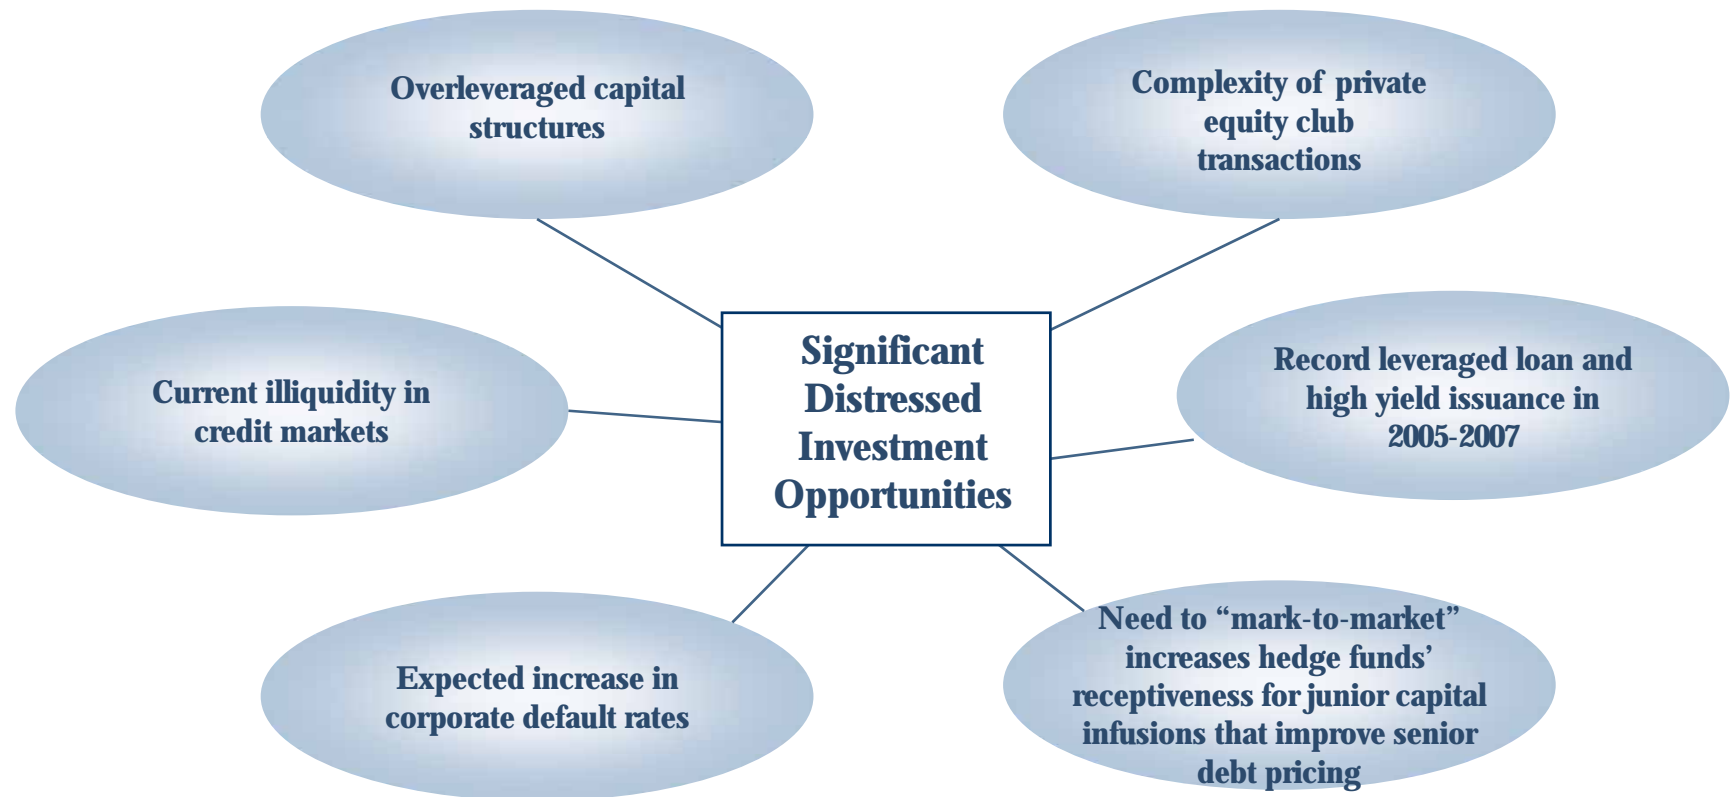 Overleveraged capital
structures
Complexity of private
equity club
transactions
Current illiquidity in
credit markets
Significant
Distressed
Investment
Opportunities
Record leveraged loan and
high yield issuance in
2005-2007
Expected increase in
corporate default rates
Need to “mark-to-market”
increases hedge funds’
receptiveness for junior capital
infusions that improve senior
debt pricing